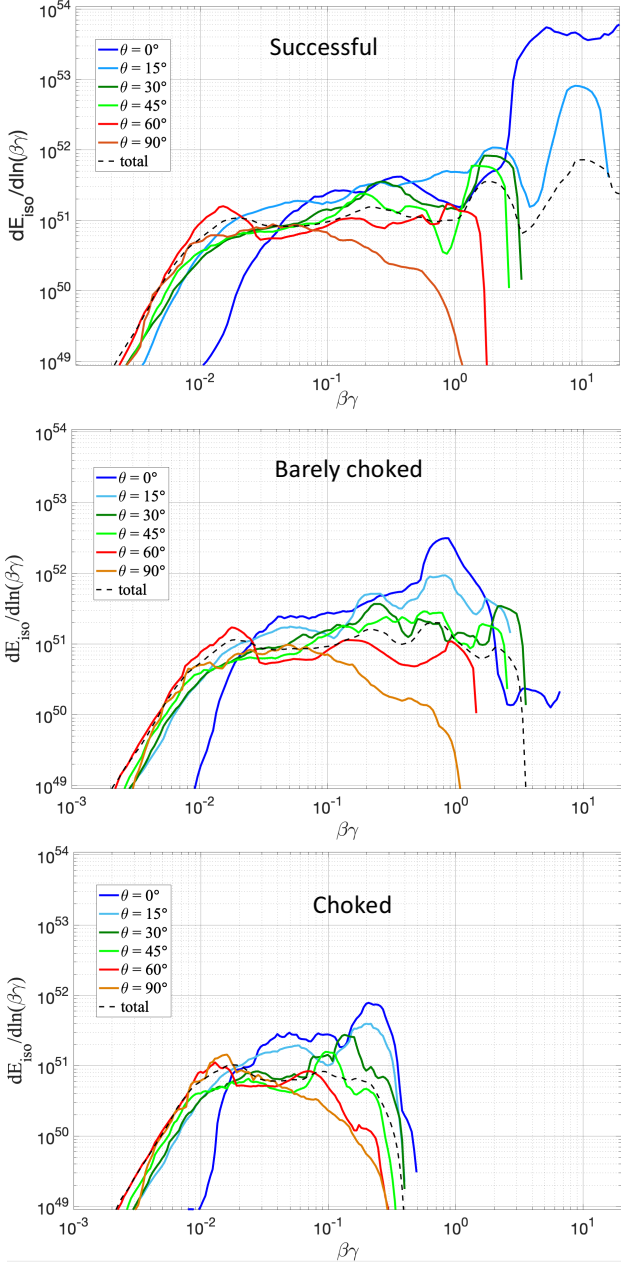 Successful
10^54
10^53
10^52
10^51
10^50
10^49
dE_iso/dln(βγ)
θ = 0°
θ = 15°
θ = 30°
θ = 45°
θ = 60°
θ = 90°
total
10^-2
10^-1
10^0
10^1
βγ
Barely choked
10^54
10^53
10^52
10^51
10^50
10^49
dE_iso/dln(βγ)
θ = 0°
θ = 15°
θ = 30°
θ = 45°
θ = 60°
θ = 90°
total
10^-3
10^-2
10^-1
10^0
10^1
βγ
Choked
10^54
10^53
10^52
10^51
10^50
10^49
dE_iso/dln(βγ)
θ = 0°
θ = 15°
θ = 30°
θ = 45°
θ = 60°
θ = 90°
total
10^-3
10^-2
10^-1
10^0
10^1
βγ